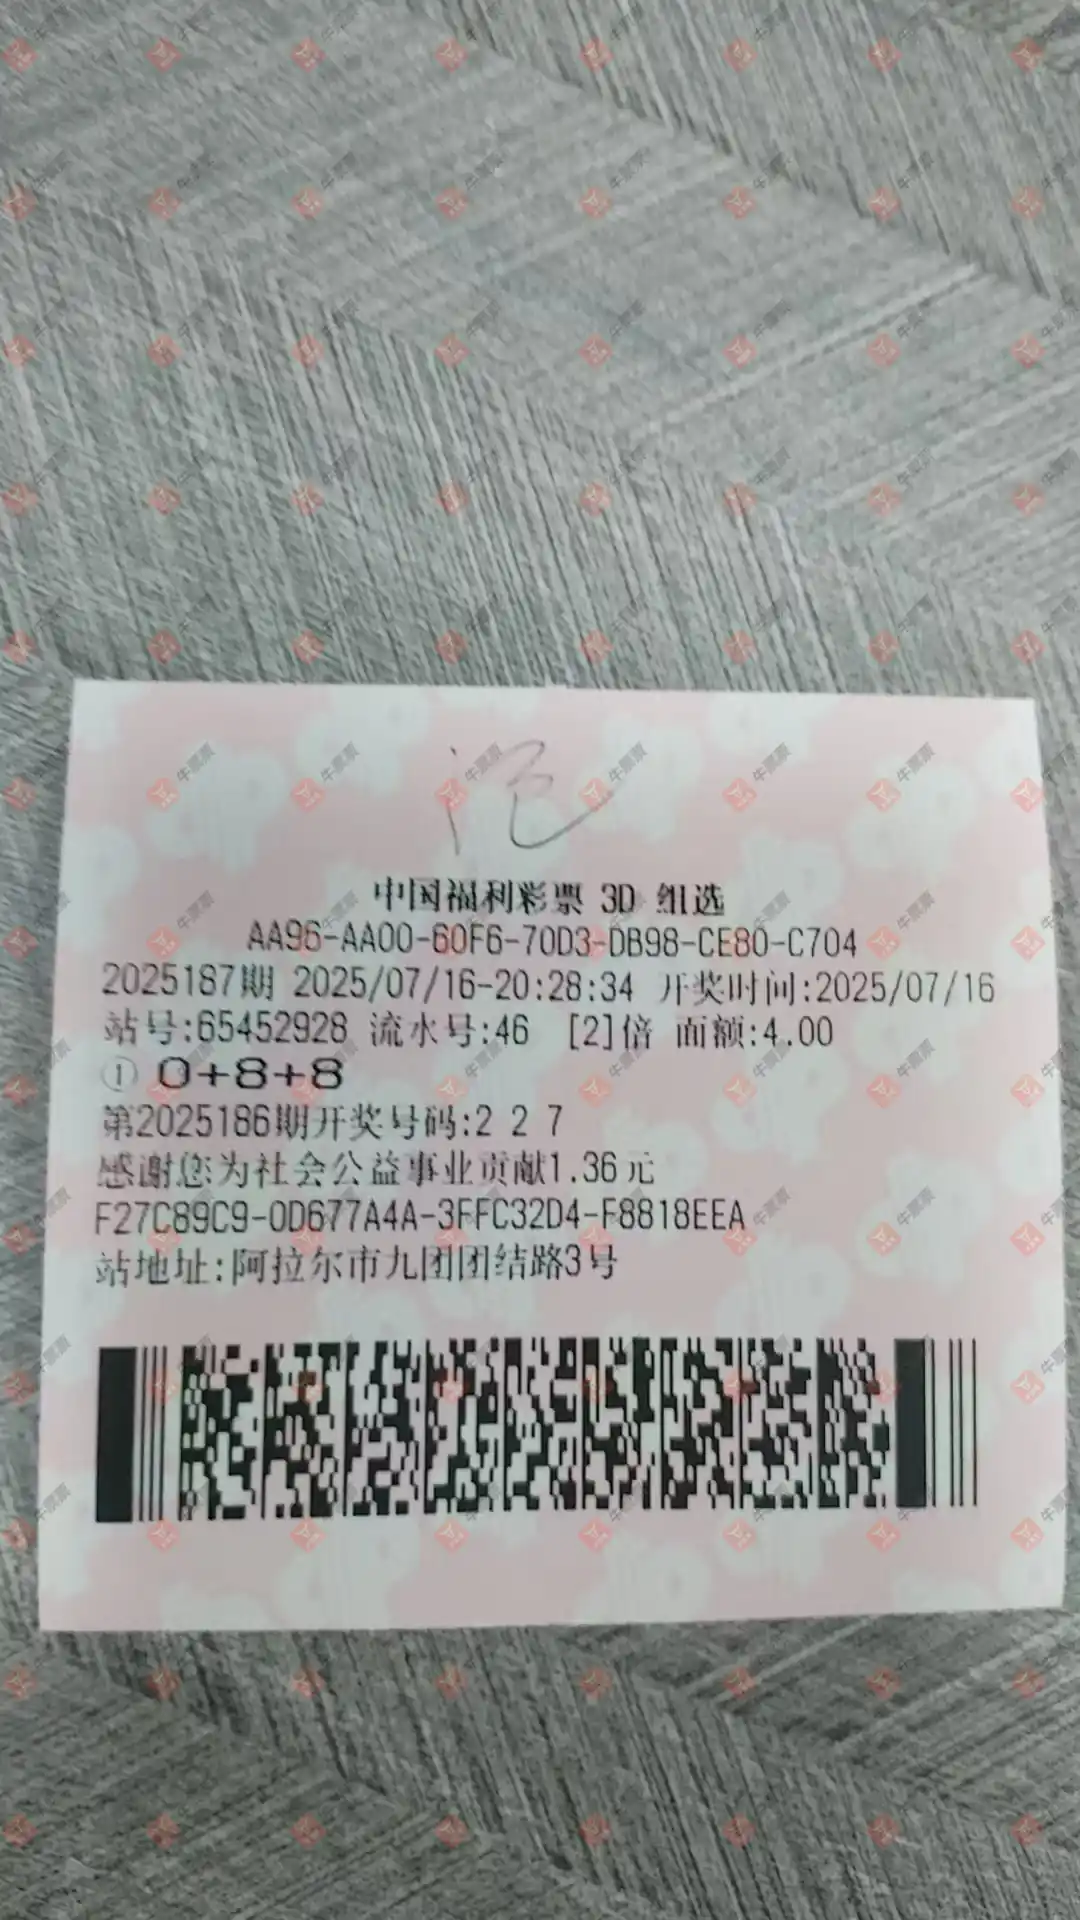 中国福利彩票 3D 组选
AA96-AA00-60F6-70D3-DB98-CE80-C704
2025187期 2025/07/16-20:28:34 开奖时间:2025/07/16
站号:65452928 流水号:46 [2]倍 面额:4.00
① 0+8+8
第2025186期开奖号码:2 2 7
感谢您为社会公益事业贡献1.36元
F27C89C9-0D677A4A-3FFC32D4-F8818EEA
站地址:阿拉尔市九团团结路3号
牛票票